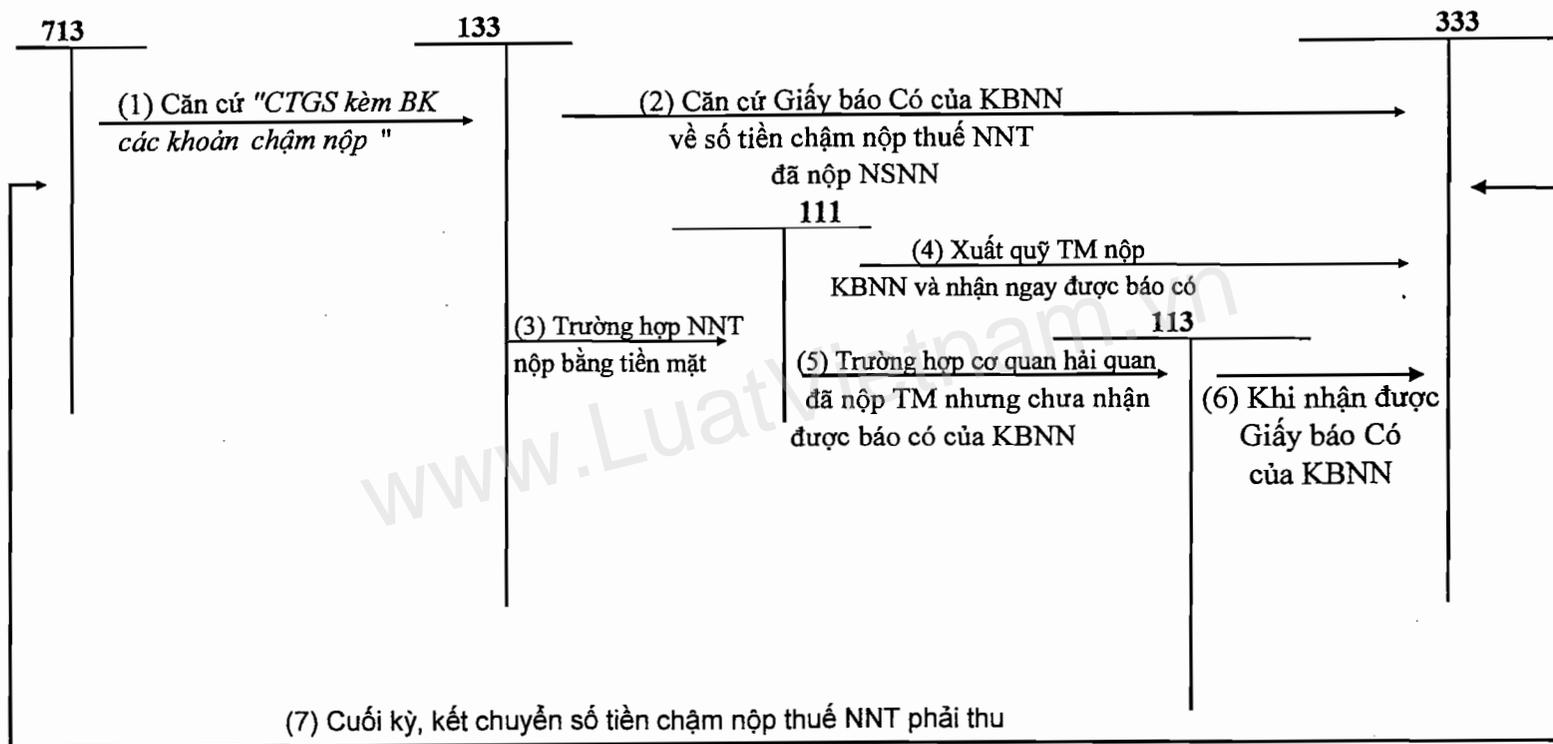 713
133
333
(1) Căn cứ "CTGS kèm BK
các khoản chậm nộp "
(2) Căn cứ Giấy báo Có của KBNN
về số tiền chậm nộp thuế NNT
đã nộp NSNN
111
(4) Xuất quỹ TM nộp
KBNN và nhận ngay được báo có
(3) Trường hợp NNT
nộp bằng tiền mặt
113
(5) Trường hợp cơ quan hải quan
đã nộp TM nhưng chưa nhận
được báo có của KBNN
(6) Khi nhận được
Giấy báo Có
của KBNN
www.LuatVietnam.vn
(7) Cuối kỳ, kết chuyển số tiền chậm nộp thuế NNT phải thu